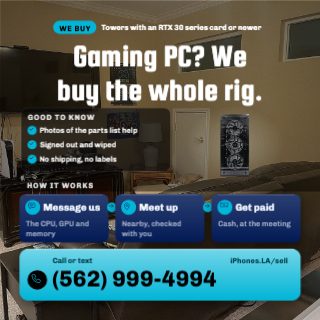 WE BUY Towers with an RTX 30 series card or newer
Gaming PC? We
buy the whole rig.
GOOD TO KNOW
Photos of the parts list help
Signed out and wiped
No shipping, no labels
HOW IT WORKS
Message us
The CPU, GPU and
memory
Meet up
Nearby, checked
with you
Get paid
Cash, at the meeting
Call or text
iPhones.LA/sell
(562) 999-4994